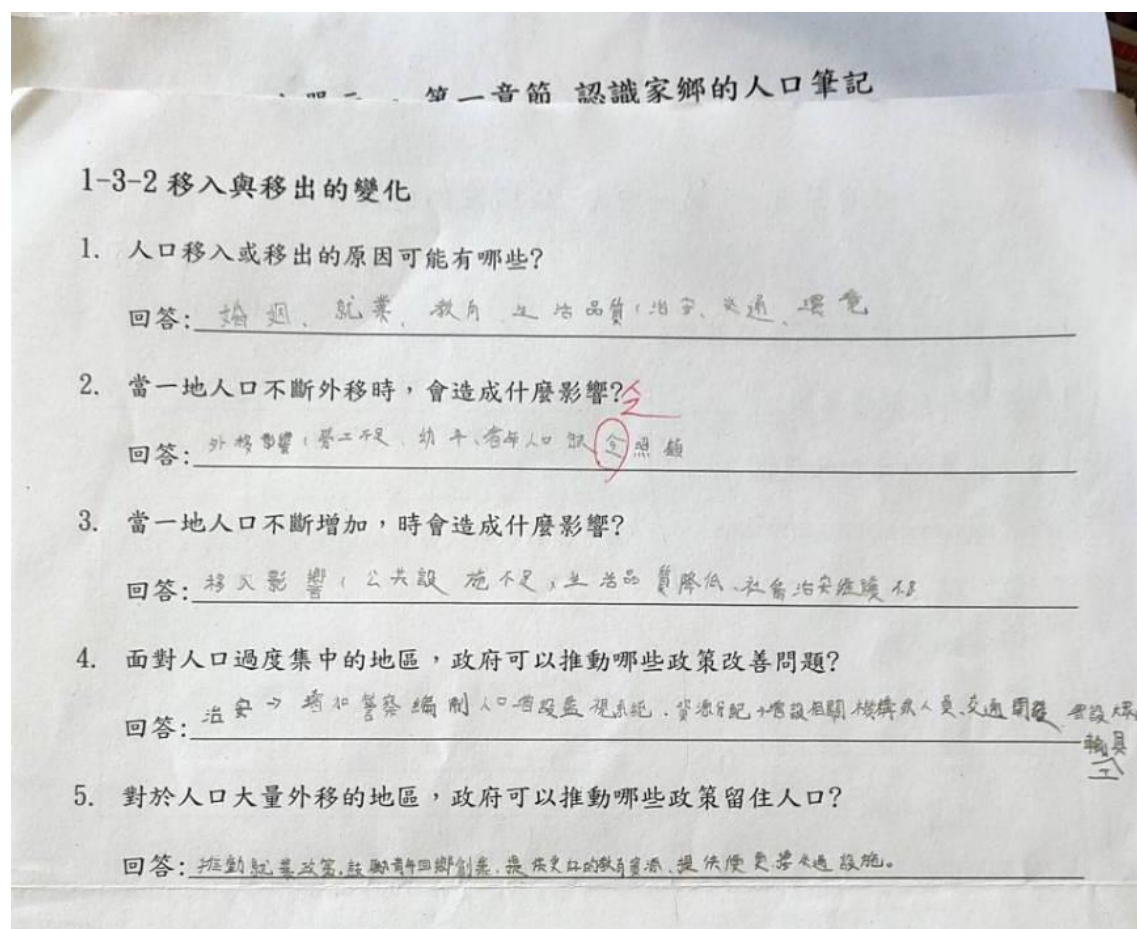 第一章節 認識家鄉的人口筆記
1-3-2 移入與移出的變化
1. 人口移入或移出的原因可能有哪些?
回答: 婚姻、就業、教育、生活品質:治安、交通、環境
2. 當一地人口不斷外移時，會造成什麼影響?
回答: 外移影響:勞工不足、幼年、老年人口 照顧
3. 當一地人口不斷增加，時會造成什麼影響?
回答: 移入影響:公共設施不足,生活品質降低、社會治安維護不
4. 面對人口過度集中的地區，政府可以推動哪些政策改善問題?
回答: 治安→增加警察編制人口增設監視系統、資源分配→增設相關機構或人員、交通 增設大眾
輸具
5. 對於人口大量外移的地區，政府可以推動哪些政策留住人口?
回答: 推動就業政策,鼓勵青年回鄉創業、提供更好的教育資源、提供便 交通設施。